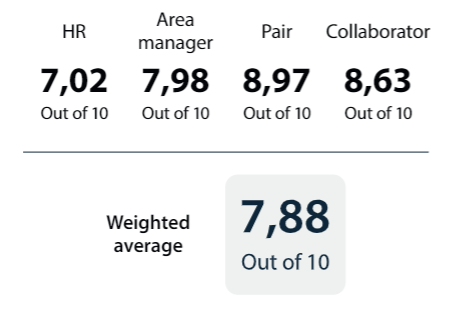 HR
Area
manager
Pair
Collaborator
7,02 7,98 8,97 8,63
Out of 10 Out of 10 Out of 10 Out of 10
Weighted
average
7,88
Out of 10